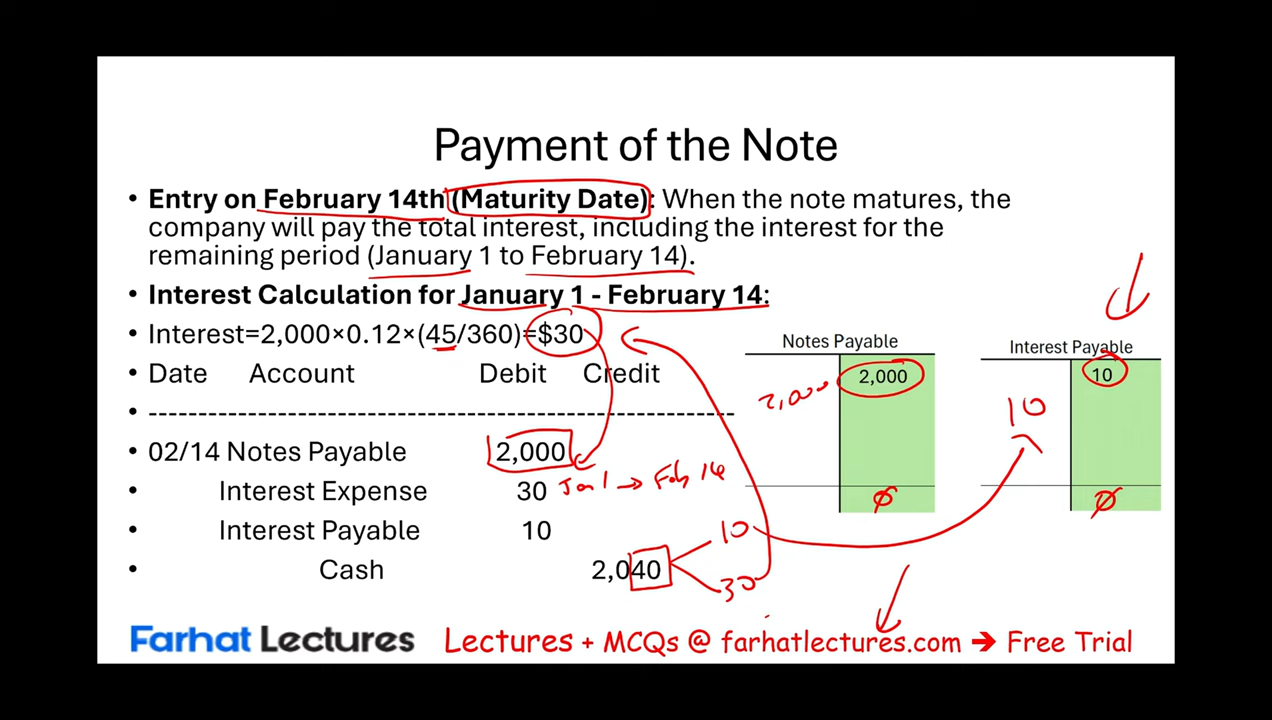 Payment of the Note
• Entry on February 14th (Maturity Date): When the note matures, the
company will pay the total interest, including the interest for the
remaining period (January 1 to February 14).
• Interest Calculation for January 1 - February 14:
• Interest=2,000×0.12×(45/360)=$30
• Date Account Debit Credit
• -----------------------------------------------------------------------
• 02/14 Notes Payable 2,000
• Interest Expense 30 Jan 1 → Feb 14
• Interest Payable 10
• Cash 2,040
10
30
Notes Payable
2,000 2,000
0
Interest Payable
10
10
0
Farhat Lectures Lectures + MCQs @ farhatlectures.com ➔ Free Trial